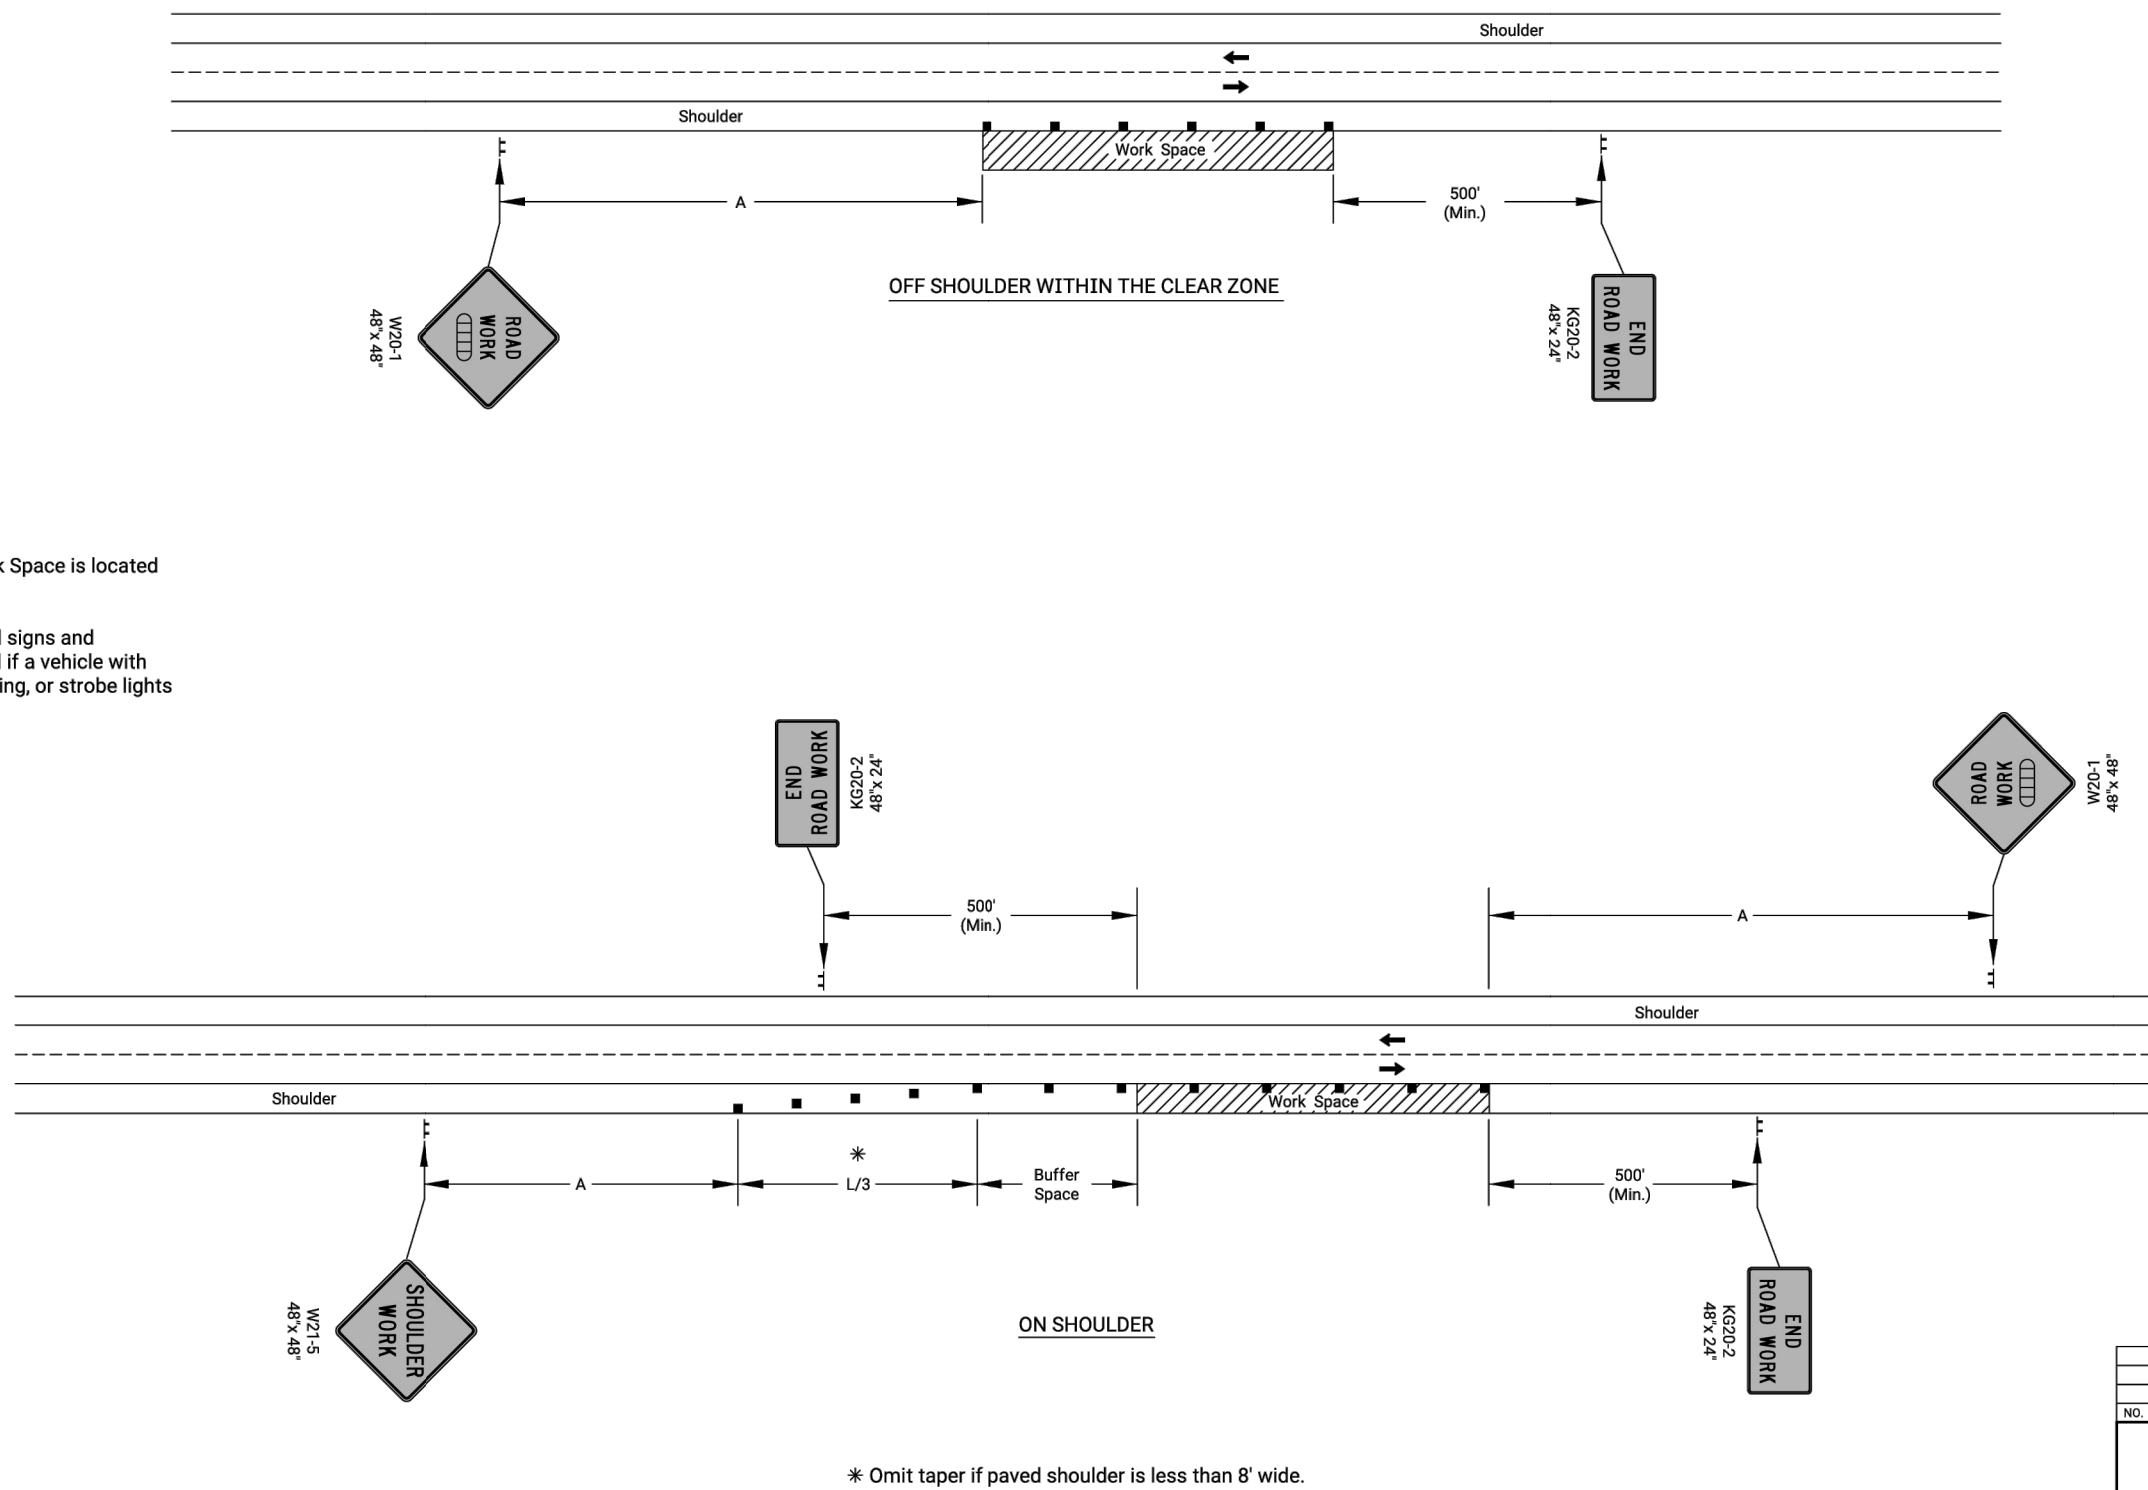 Shoulder
Shoulder
Work Space
A
500'
(Min.)
OFF SHOULDER WITHIN THE CLEAR ZONE
ROAD
WORK
W20-1
48"x 48"
END
ROAD WORK
KG20-2
48"x 24"
Space is located
signs and
if a vehicle with
ing, or strobe lights
END
ROAD WORK
KG20-2
48"x 24"
ROAD
WORK
W20-1
48"x 48"
500'
(Min.)
A
Shoulder
Shoulder
Work Space
A
✳
L/3
Buffer
Space
500'
(Min.)
SHOULDER
WORK
W21-5
48"x 48"
ON SHOULDER
END
ROAD WORK
KG20-2
48"x 24"
NO.
✳ Omit taper if paved shoulder is less than 8' wide.